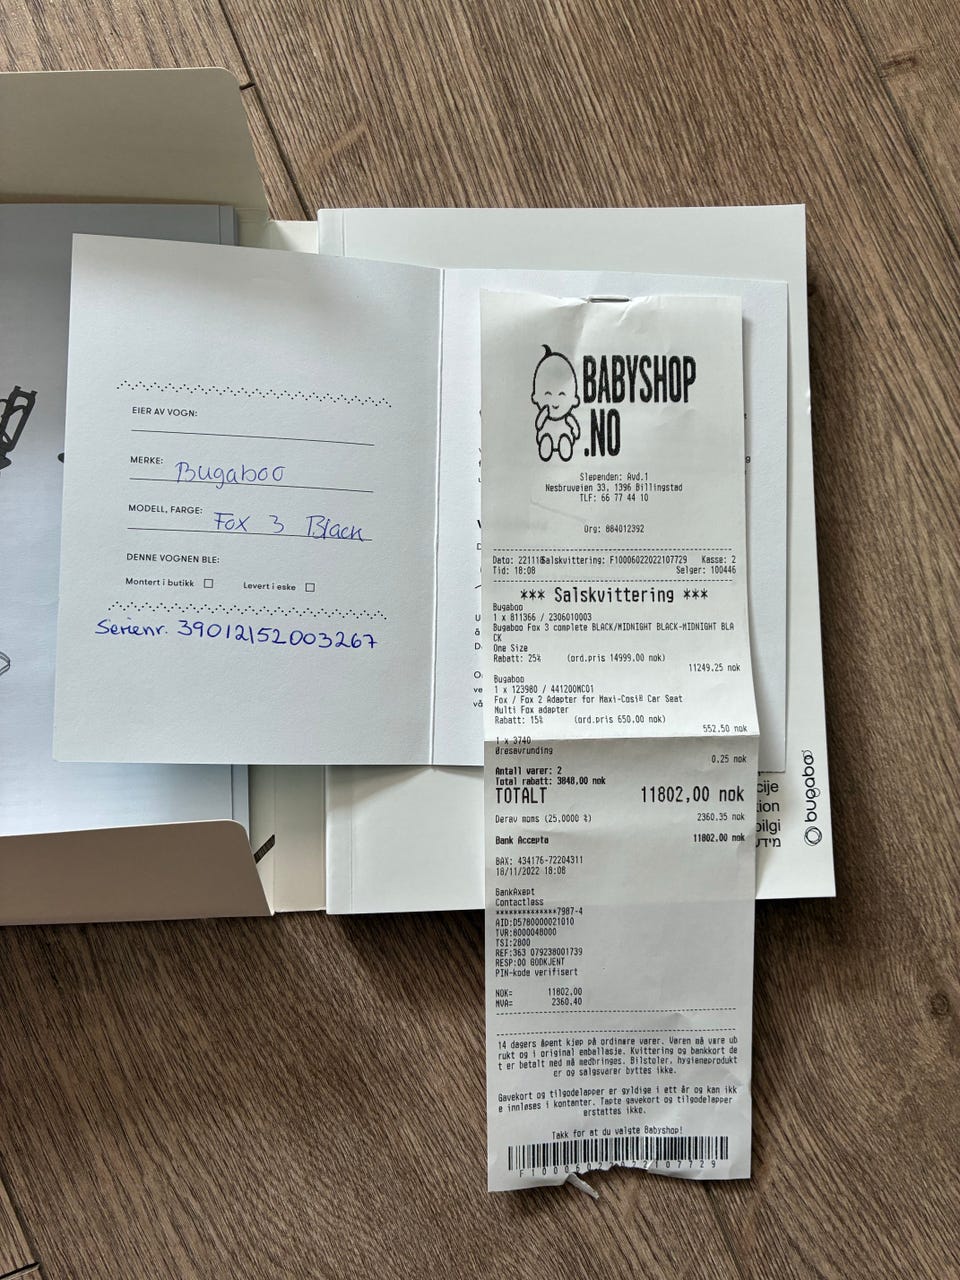 EIER AV VOGN:
MERKE: Bugaboo
MODELL, FARGE: Fox 3 Black
DENNE VOGNEN BLE:
Montert i butikk Levert i eske
Serienr. 39012152003267
BABYSHOP
.NO
Slependen: Avd.1
Nesbruveien 33, 1396 Billingstad
TLF: 66 77 44 10
Org: 884012392
Dato: 221118 Salskvittering: F10006022022107729 Kasse: 2
Tid: 18:08 Selger: 100446
*** Salskvittering ***
Bugaboo
1 x 811366 / 2306010003
Bugaboo Fox 3 complete BLACK/MIDNIGHT BLACK-MIDNIGHT BLA
CK
One Size
Rabatt: 25% (ord.pris 14999.00 nok)
11249.25 nok
Bugaboo
1 x 123980 / 441200MC01
Fox / Fox 2 Adapter for Maxi-Cosi® Car Seat
Multi Fox adapter
Rabatt: 15% (ord.pris 650.00 nok)
552.50 nok
1 x 3740
Øresavrunding
0.25 nok
Antall varer: 2
Total rabatt: 3848,00 nok
TOTALT 11802,00 nok
Derav moms (25,0000 %) 2360.35 nok
Bank Accepta 11802.00 nok
BAX: 434176-72204311
18/11/2022 18:08
BankAxept
Contactless
**************7987-4
AID:D5780000021010
TVR:8000048000
TSI:2800
REF:363 079238001739
RESP:00 GODKJENT
PIN-kode verifisert
NOK= 11802,00
MVA= 2360.40
14 dagers åpent kjøp på ordinære varer. Varen må være ub
rukt og i original emballasje. Kvittering og bankkort de
t er betalt med må medbringes. Bilstoler, hygieneprodukt
er og salgsvarer byttes ikke.
Gavekort og tilgodelapper er gyldige i ett år og kan ikk
e innløses i kontanter. Tapte gavekort og tilgodelapper
erstattes ikke.
Takk for at du valgte Babyshop!
F10006022022107729
bugaboo